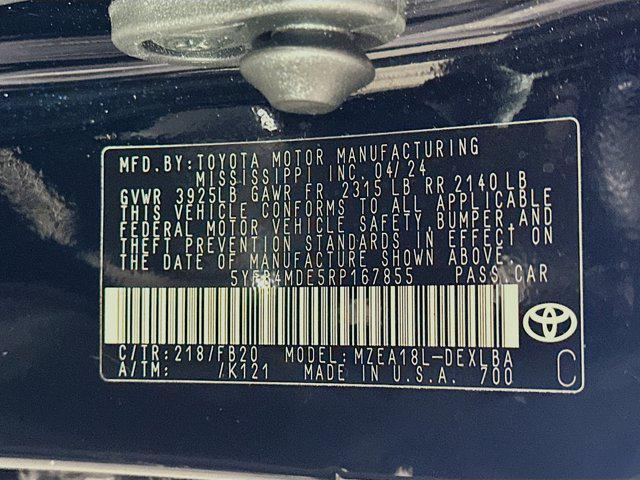 MFD.BY: TOYOTA MOTOR MANUFACTURING
MISSISSIPPI INC. 04/24
GVWR 3925LB GAWR FR 2315 LB RR 2140 LB
THIS VEHICLE CONFORMS TO ALL APPLICABLE
FEDERAL MOTOR VEHICLE SAFETY, BUMPER, AND
THEFT PREVENTION STANDARDS IN EFFECT ON
THE DATE OF MANUFACTURE SHOWN ABOVE.
PASS CAR
C/TR: 218/FB20 MODEL: MZEA18L-DEXLBA
A/TM: /K121 MADE IN U.S.A. 700 C